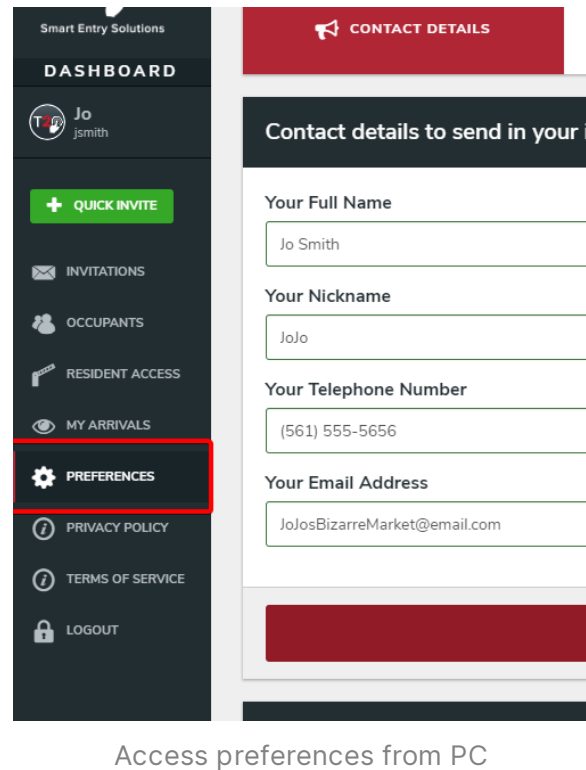 Smart Entry Solutions
DASHBOARD
Jo
jsmith
QUICK INVITE
INVITATIONS
OCCUPANTS
RESIDENT ACCESS
MY ARRIVALS
PREFERENCES
PRIVACY POLICY
TERMS OF SERVICE
LOGOUT
CONTACT DETAILS
Contact details to send in your
Your Full Name
Jo Smith
Your Nickname
JoJo
Your Telephone Number
(561) 555-5656
Your Email Address
JoJosBizarreMarket@email.com
Access preferences from PC